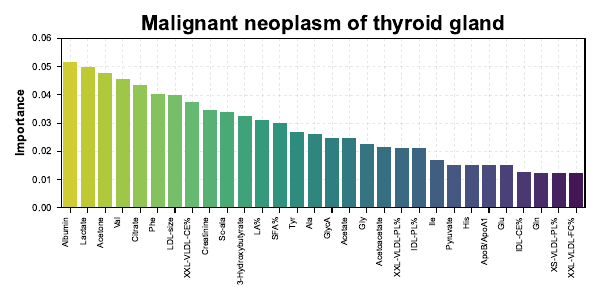 Malignant neoplasm of thyroid gland
Importance
0.06
0.05
0.04
0.03
0.02
0.01
0.00
Albumin
Lactate
Acetone
Val
Citrate
Phe
LDL-size
XXL-VLDL-CE%
Creatinine
So-ala
3-Hydroxybutyrate
LA%
SFA%
Tyr
Ala
GlycA
Acetate
Gly
Acetoacetate
XXL-VLDL-PL%
IDL-PL%
Ile
Pyruvate
His
ApoB/ApoA1
Glu
IDL-CE%
Gln
XS-VLDL-PL%
XXL-VLDL-FC%